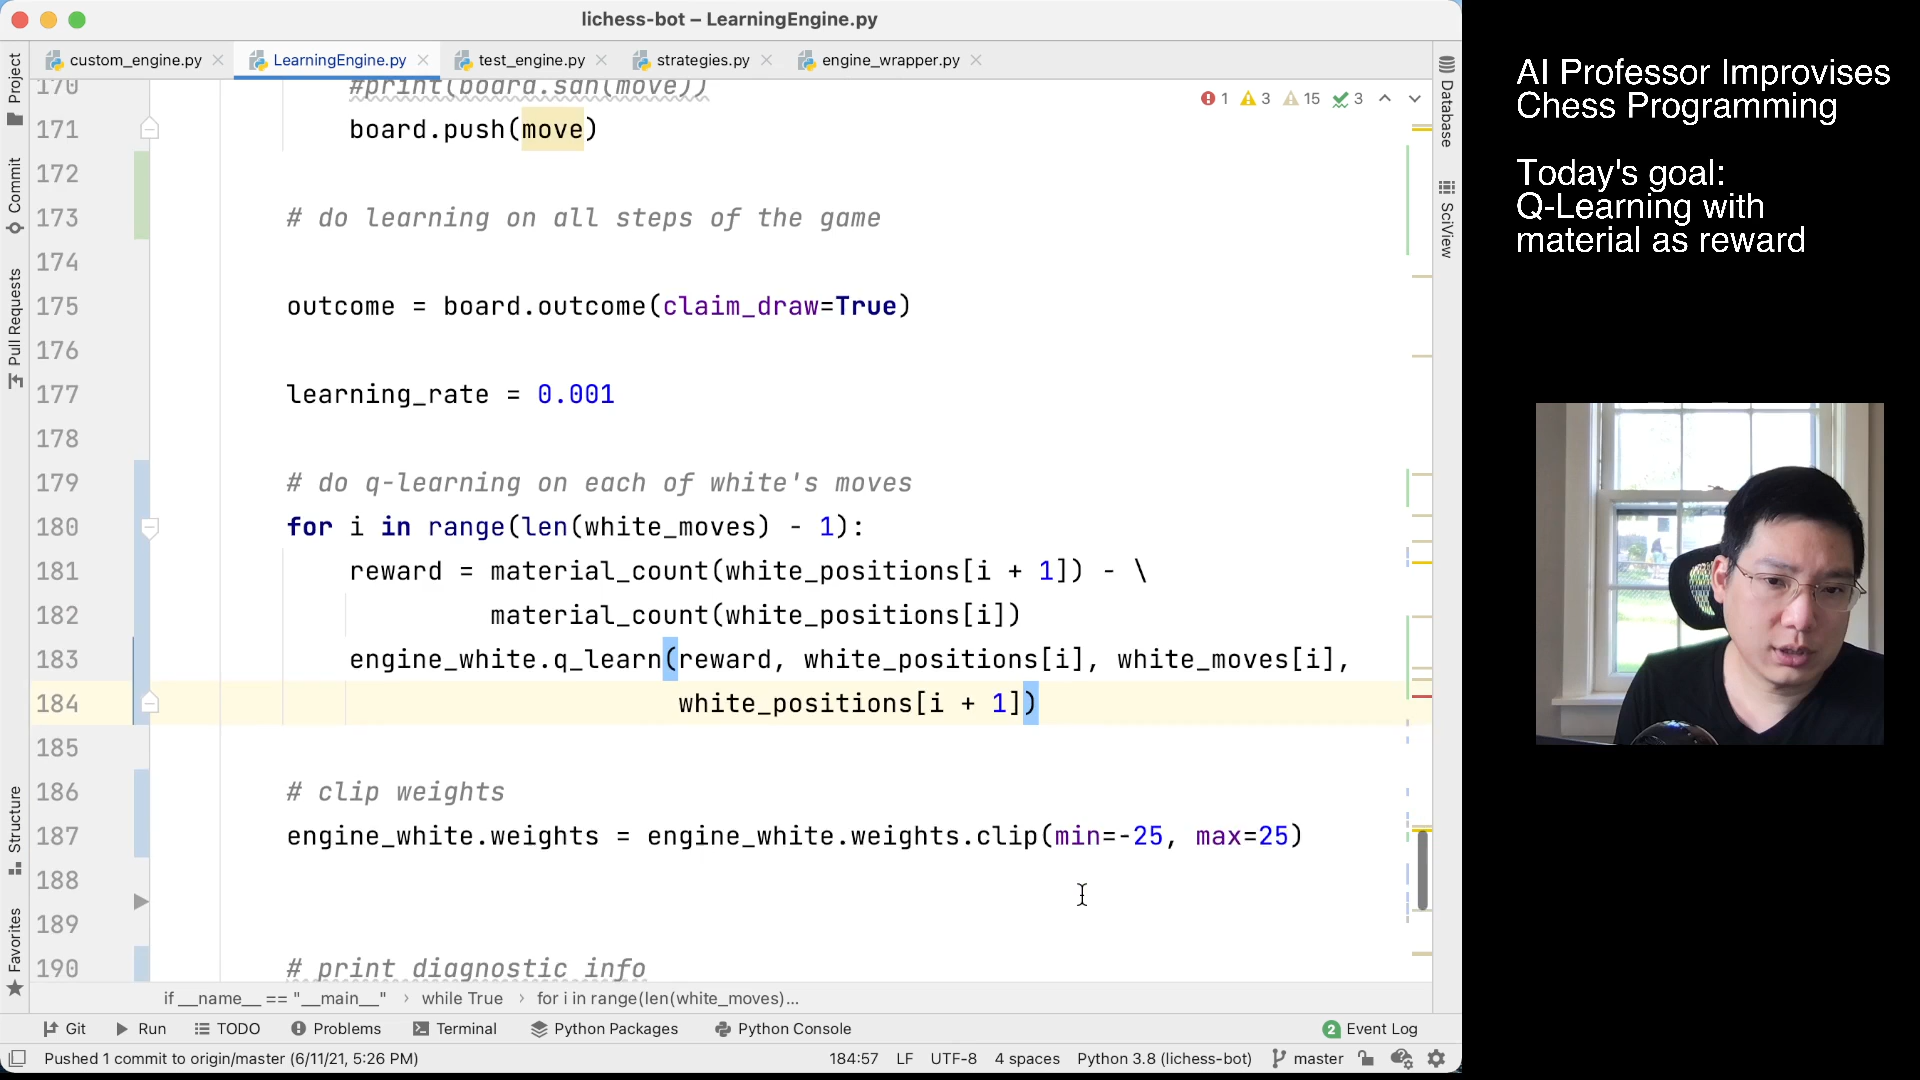 lichess-bot – LearningEngine.py
custom_engine.py
LearningEngine.py
test_engine.py
strategies.py
engine_wrapper.py
Project
Commit
Pull Requests
Structure
Favorites
Database
SciView
1 3 15 3
170 #print(board.san(move))
171 board.push(move)
172
173 # do learning on all steps of the game
174
175 outcome = board.outcome(claim_draw=True)
176
177 learning_rate = 0.001
178
179 # do q-learning on each of white's moves
180 for i in range(len(white_moves) - 1):
181 reward = material_count(white_positions[i + 1]) - \
182 material_count(white_positions[i])
183 engine_white.q_learn(reward, white_positions[i], white_moves[i],
184 white_positions[i + 1])
185
186 # clip weights
187 engine_white.weights = engine_white.weights.clip(min=-25, max=25)
188
189
190 # print diagnostic info
if __name__ == "__main__" › while True › for i in range(len(white_moves)...
Git Run TODO Problems Terminal Python Packages Python Console 2 Event Log
Pushed 1 commit to origin/master (6/11/21, 5:26 PM) 184:57 LF UTF-8 4 spaces Python 3.8 (lichess-bot) master
AI Professor Improvises
Chess Programming
Today's goal:
Q-Learning with
material as reward